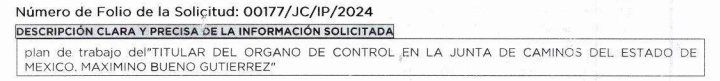 Número de Folio de la Solicitud: 00177/JC/IP/2024
DESCRIPCIÓN CLARA Y PRECISA DE LA INFORMACIÓN SOLICITADA
plan de trabajo del"TITULAR DEL ORGANO DE CONTROL EN LA JUNTA DE CAMINOS DEL ESTADO DE
MEXICO. MAXIMINO BUENO GUTIERREZ"